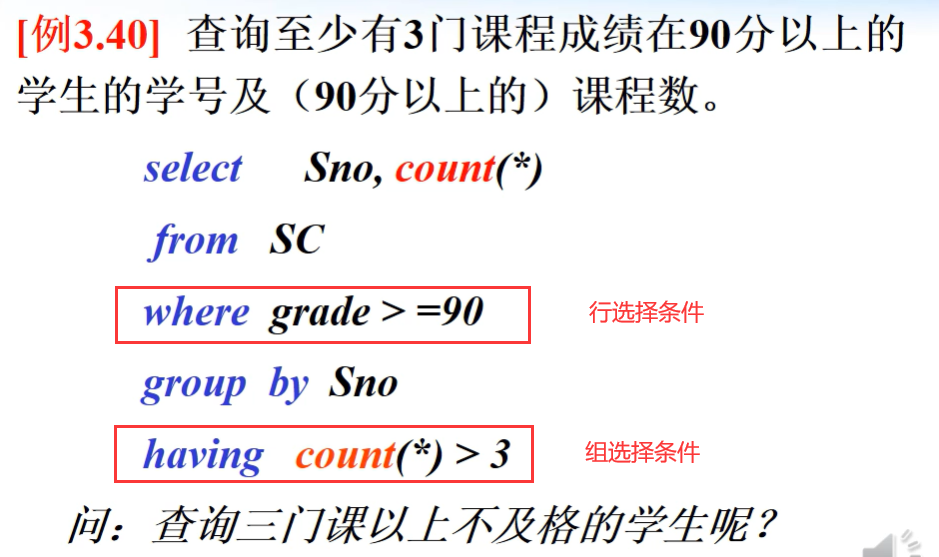 [例3.40] 查询至少有3门课程成绩在90分以上的
学生的学号及（90分以上的）课程数。
select Sno, count(*)
from SC
where grade > =90
行选择条件
group by Sno
having count(*) > 3
组选择条件
问：查询三门课以上不及格的学生呢？